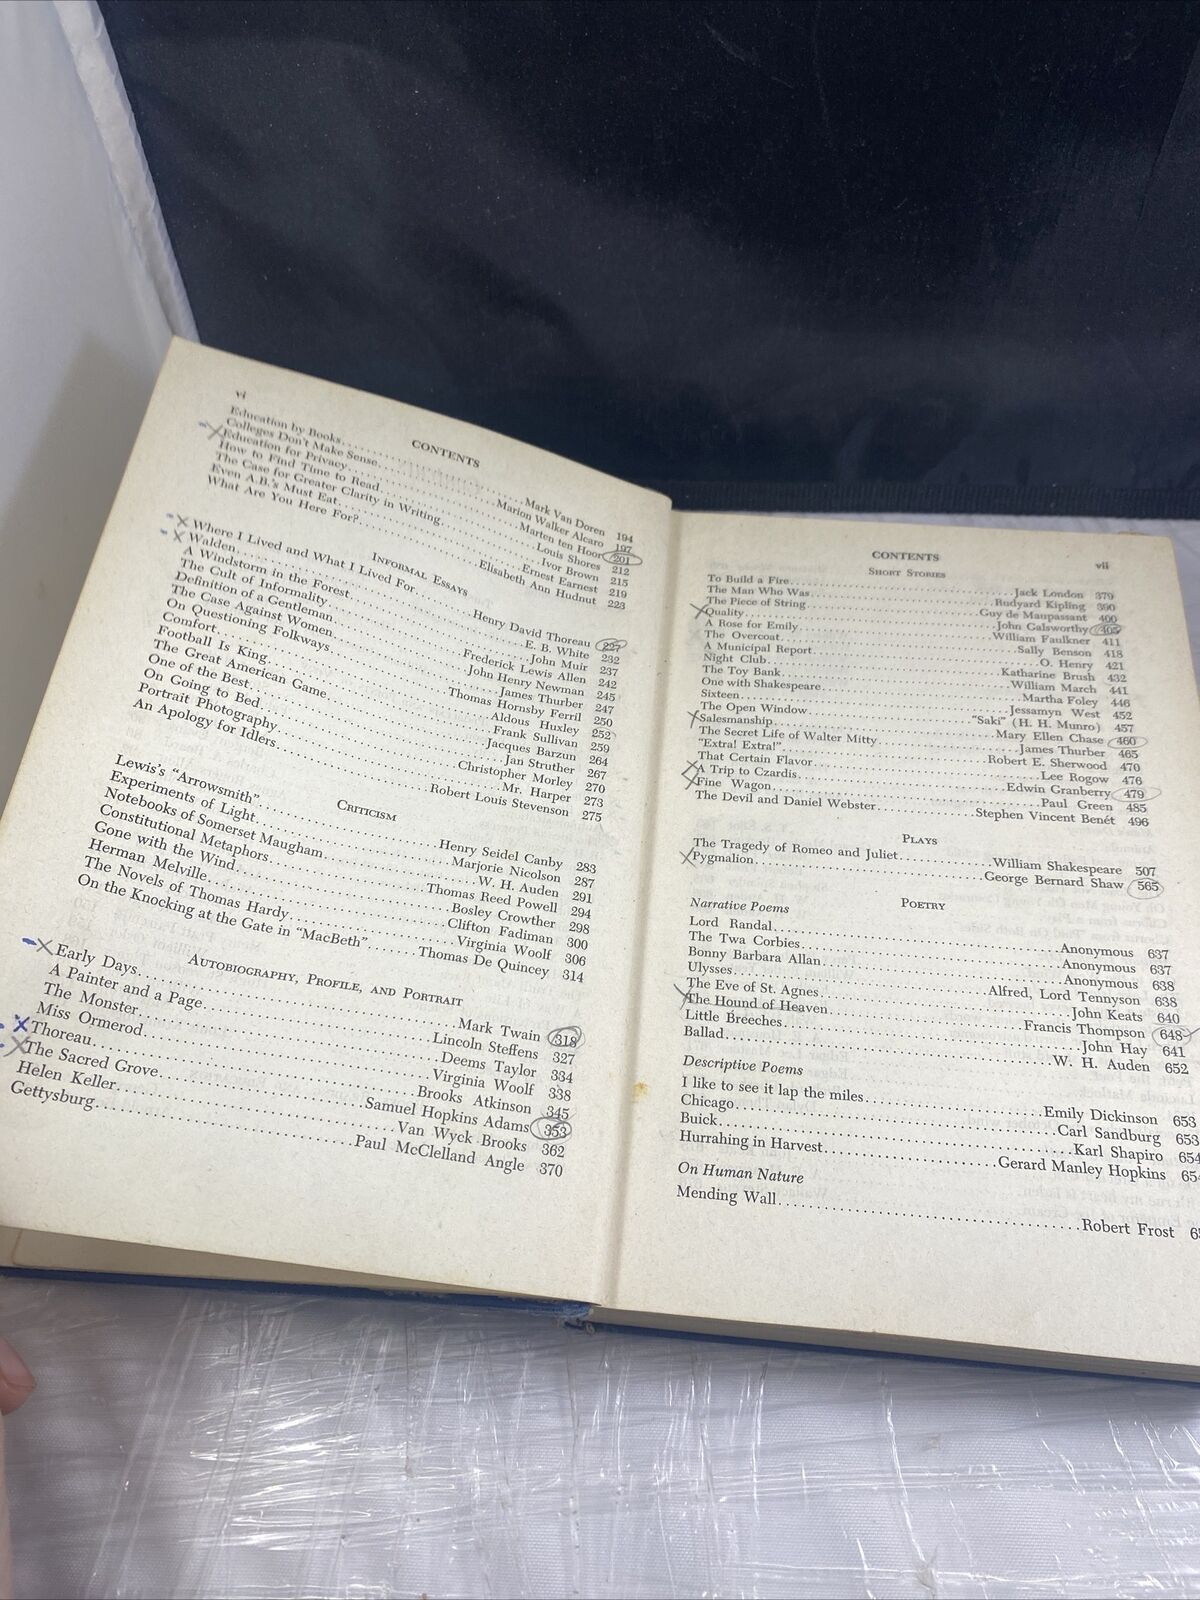 vi
CONTENTS
Education by Books Mark Van Doren 194
Colleges Don't Make Sense Marion Walker Alcaro 197
Education for Privacy Marten ten Hoor 201
How to Find Time to Read Louis Shores 212
The Case for Greater Clarity in Writing Ivor Brown 215
Even A.B.'s Must Eat Ernest Earnest 219
What Are You Here For? Elisabeth Ann Hudnut 223
INFORMAL ESSAYS
Where I Lived and What I Lived For Henry David Thoreau 227
Walden E. B. White 232
A Windstorm in the Forest John Muir 237
The Cult of Informality Frederick Lewis Allen 242
Definition of a Gentleman John Henry Newman 245
The Case Against Women James Thurber 247
On Questioning Folkways Thomas Hornsby Ferril 250
Comfort Aldous Huxley 252
Football Is King Frank Sullivan 259
The Great American Game Jacques Barzun 264
One of the Best Jan Struther 267
On Going to Bed Christopher Morley 270
Portrait Photography Mr. Harper 273
An Apology for Idlers Robert Louis Stevenson 275
CRITICISM
Lewis's "Arrowsmith" Henry Seidel Canby 283
Experiments of Light Marjorie Nicolson 287
Notebooks of Somerset Maugham W. H. Auden 291
Constitutional Metaphors Thomas Reed Powell 294
Gone with the Wind Bosley Crowther 298
Herman Melville Clifton Fadiman 300
The Novels of Thomas Hardy Virginia Woolf 306
On the Knocking at the Gate in "MacBeth" Thomas De Quincey 314
AUTOBIOGRAPHY, PROFILE, AND PORTRAIT
Early Days Mark Twain 318
A Painter and a Page Lincoln Steffens 327
The Monster Deems Taylor 334
Miss Ormerod Virginia Woolf 338
Thoreau Brooks Atkinson 345
The Sacred Grove Samuel Hopkins Adams 353
Helen Keller Van Wyck Brooks 362
Gettysburg Paul McClelland Angle 370
CONTENTS vii
SHORT STORIES
To Build a Fire Jack London 379
The Man Who Was Rudyard Kipling 390
The Piece of String Guy de Maupassant 400
Quality John Galsworthy 405
A Rose for Emily William Faulkner 411
The Overcoat Sally Benson 418
A Municipal Report O. Henry 421
Night Club Katharine Brush 432
The Toy Bank William March 441
One with Shakespeare Martha Foley 446
Sixteen Jessamyn West 452
The Open Window "Saki" (H. H. Munro) 457
Salesmanship Mary Ellen Chase 460
The Secret Life of Walter Mitty James Thurber 465
"Extra! Extra!" Robert E. Sherwood 470
That Certain Flavor Lee Rogow 476
A Trip to Czardis Edwin Granberry 479
Fine Wagon Paul Green 485
The Devil and Daniel Webster Stephen Vincent Benét 496
PLAYS
The Tragedy of Romeo and Juliet William Shakespeare 507
Pygmalion George Bernard Shaw 565
POETRY
Narrative Poems
Lord Randal Anonymous 637
The Twa Corbies Anonymous 637
Bonny Barbara Allan Anonymous 638
Ulysses Alfred, Lord Tennyson 638
The Eve of St. Agnes John Keats 640
The Hound of Heaven Francis Thompson 648
Little Breeches John Hay 641
Ballad W. H. Auden 652
Descriptive Poems
I like to see it lap the miles Emily Dickinson 653
Chicago Carl Sandburg 653
Buick Karl Shapiro 654
Hurrahing in Harvest Gerard Manley Hopkins 654
On Human Nature
Mending Wall Robert Frost